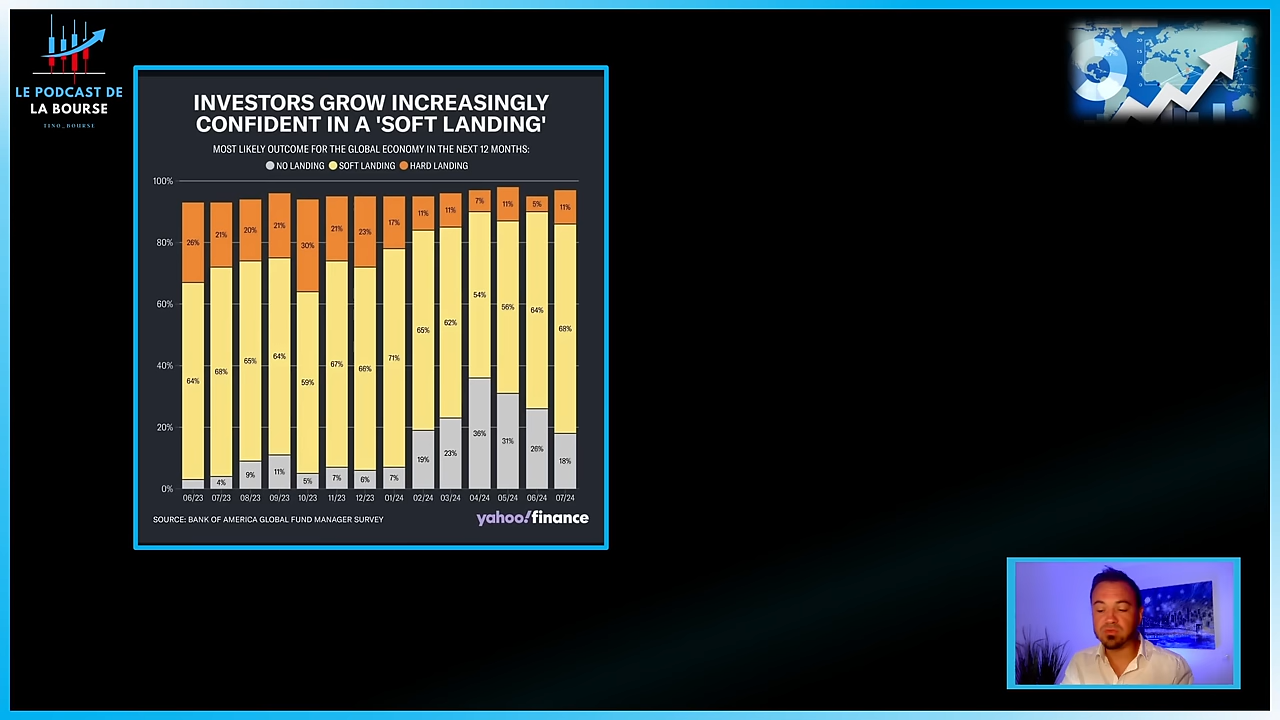 LE PODCAST DE
LA BOURSE
TINO_BOURSE
INVESTORS GROW INCREASINGLY
CONFIDENT IN A 'SOFT LANDING'
MOST LIKELY OUTCOME FOR THE GLOBAL ECONOMY IN THE NEXT 12 MONTHS:
NO LANDING SOFT LANDING HARD LANDING
100%
80%
60%
40%
20%
0%
26% 21% 20% 21% 30% 21% 23% 17% 11% 11% 7% 11% 5% 11%
64% 68% 65% 64% 59% 67% 66% 71% 65% 62% 54% 56% 64% 68%
4% 9% 11% 5% 7% 6% 7% 19% 23% 36% 31% 26% 18%
06/23 07/23 08/23 09/23 10/23 11/23 12/23 01/24 02/24 03/24 04/24 05/24 06/24 07/24
SOURCE: BANK OF AMERICA GLOBAL FUND MANAGER SURVEY
yahoo!finance